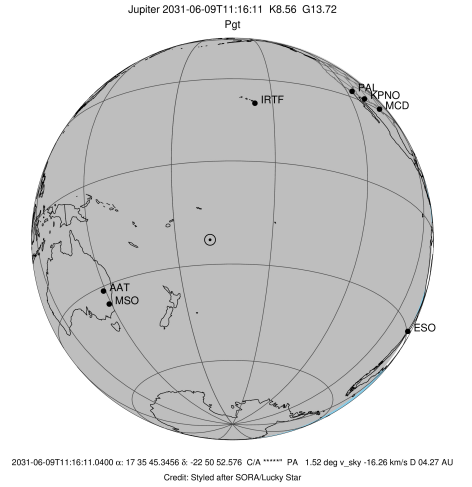 Jupiter 2031-06-09T11:16:11 K8.56 G13.72
Pgt
PAL
KPNO
MCD
IRTF
AAT
MSO
ESO
2031-06-09T11:16:11.0400 α: 17 35 45.3456 δ: -22 50 52.576 C/A *****" PA 1.52 deg v_sky -16.26 km/s D 04.27 AU
Credit: Styled after SORA/Lucky Star